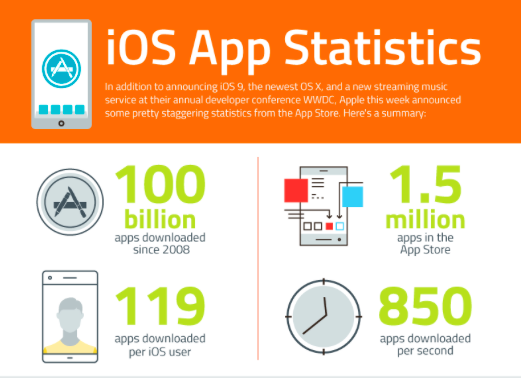 iOS App Statistics
In addition to announcing iOS 9, the newest OS X, and a new streaming music
service at their annual developer conference WWDC, Apple this week announced
some pretty staggering statistics from the App Store. Here's a summary:
100
billion
apps downloaded
since 2008
1.5
million
apps in the
App Store
119
apps downloaded
per iOS user
850
apps downloaded
per second